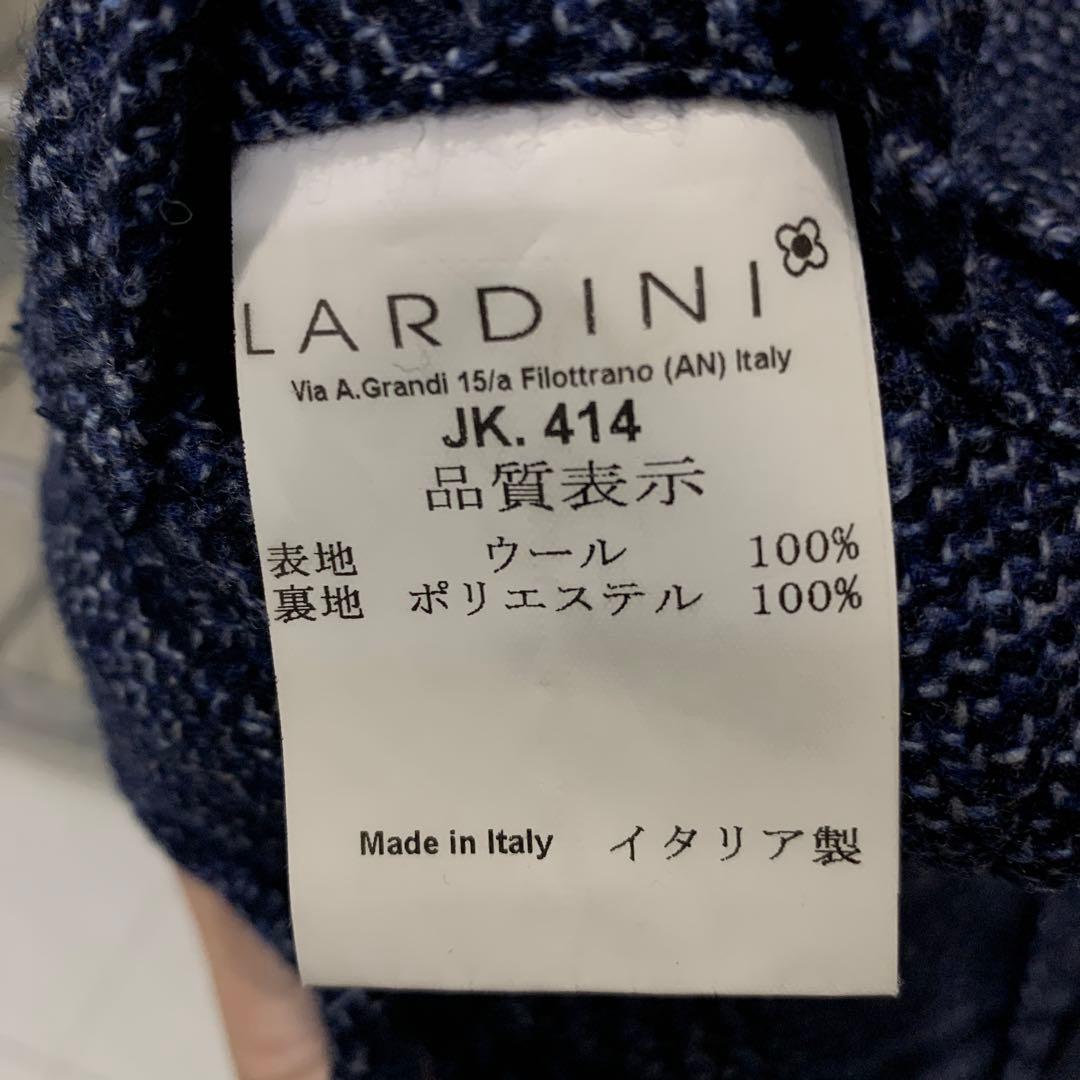 LARDINI
Via A.Grandi 15/a Filottrano (AN) Italy
JK. 414
品質表示
表地 ウール 100%
裏地 ポリエステル 100%
Made in Italy イタリア製